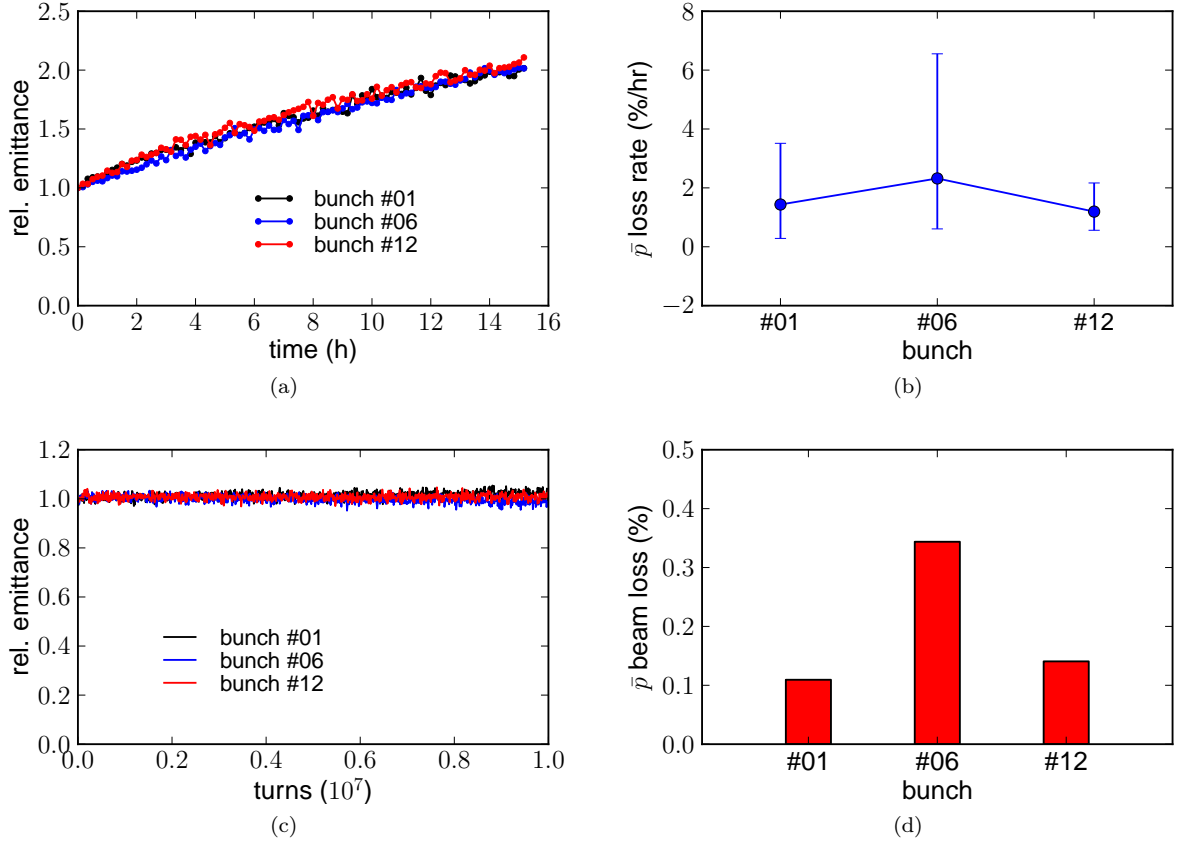 2.5
2.0
1.5
1.0
0.5
0.0
rel. emittance
bunch #01
bunch #06
bunch #12
0 2 4 6 8 10 12 14 16
time (h)
(a)
8
6
4
2
0
−2
p̄ loss rate (%/hr)
#01 #06 #12
bunch
(b)
1.2
1.0
0.8
0.6
0.4
0.2
0.0
rel. emittance
bunch #01
bunch #06
bunch #12
0.0 0.2 0.4 0.6 0.8 1.0
turns (10⁷)
(c)
0.5
0.4
0.3
0.2
0.1
0.0
p̄ beam loss (%)
#01 #06 #12
bunch
(d)